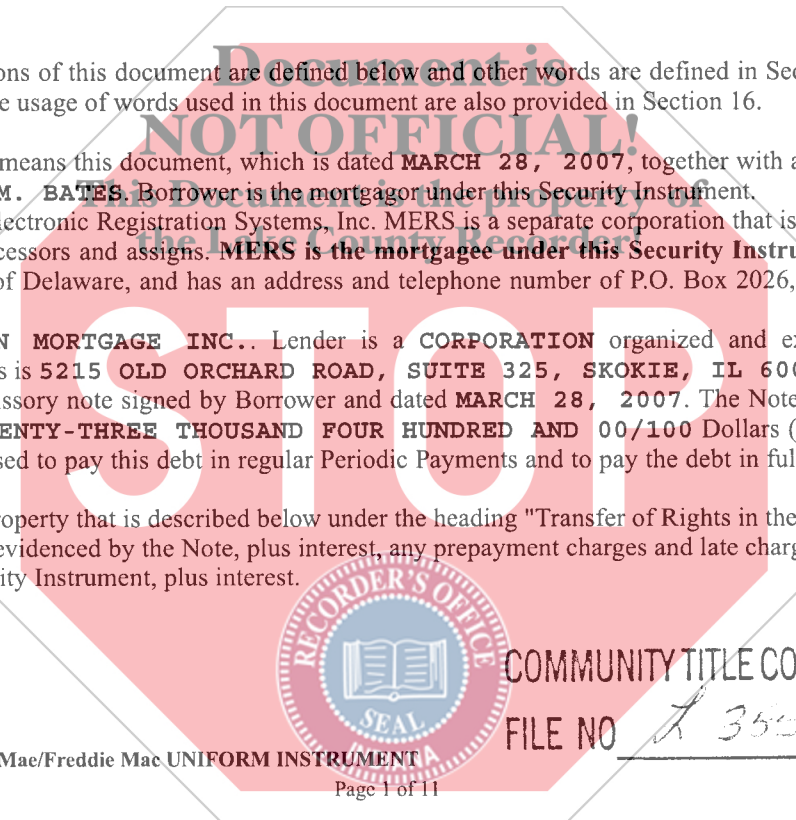 Document is
NOT OFFICIAL!
This Document is the property of
the Lake County Recorder!
ons of this document are defined below and other words are defined in Sec
e usage of words used in this document are also provided in Section 16.
means this document, which is dated MARCH 28, 2007, together with a
M. BATES. Borrower is the mortgagor under this Security Instrument.
lectronic Registration Systems, Inc. MERS is a separate corporation that is
cessors and assigns. MERS is the mortgagee under this Security Instru
of Delaware, and has an address and telephone number of P.O. Box 2026,
N MORTGAGE INC.. Lender is a CORPORATION organized and ex
s is 5215 OLD ORCHARD ROAD, SUITE 325, SKOKIE, IL 600
issory note signed by Borrower and dated MARCH 28, 2007. The Note
ENTY-THREE THOUSAND FOUR HUNDRED AND 00/100 Dollars (
sed to pay this debt in regular Periodic Payments and to pay the debt in ful
STOP
roperty that is described below under the heading "Transfer of Rights in the
evidenced by the Note, plus interest, any prepayment charges and late charg
ity Instrument, plus interest.
RECORDER'S OFFICE
SEAL
INDIANA
COMMUNITY TITLE CO
FILE NO L 355
Mae/Freddie Mac UNIFORM INSTRUMENT
Page 1 of 11